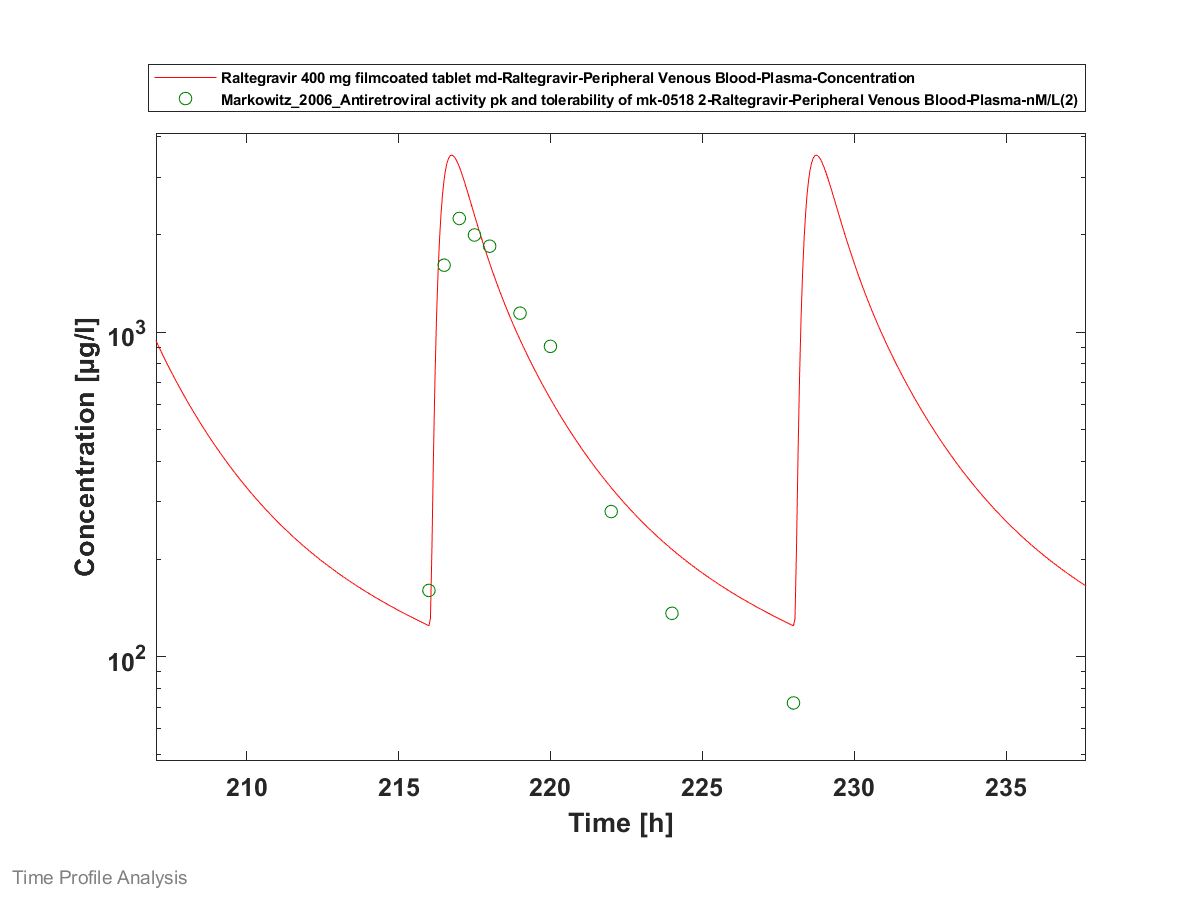 Raltegravir 400 mg filmcoated tablet md-Raltegravir-Peripheral Venous Blood-Plasma-Concentration
Markowitz_2006_Antiretroviral activity pk and tolerability of mk-0518 2-Raltegravir-Peripheral Venous Blood-Plasma-nM/L(2)
Concentration [µg/l]
10³
10²
210 215 220 225 230 235
Time [h]
Time Profile Analysis